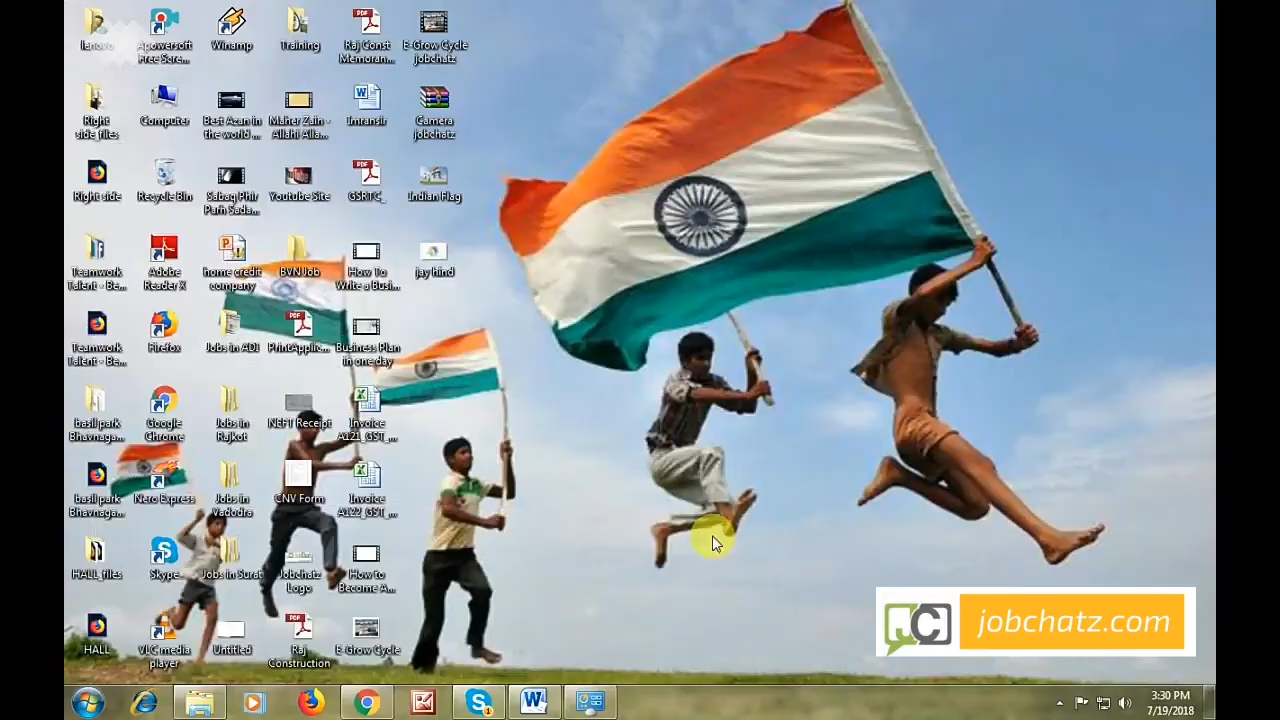 lenovo
Apowersoft
Free Scre...
Winamp
Training
Raj Const
Memoran...
E-Grow Cycle
jobchatz
Right
side_files
Computer
Best Azan in
the world ...
Maher Zain -
Allahi Alla...
Imransir
Camera
jobchatz
Right side
Recycle Bin
Sabaq Phir
Parh Sada...
Youtube Site
GSRTC_
Indian Flag
Teamwork
Talent - Be...
Adobe
Reader X
home credit
company
BVN Job
How To
Write a Busi...
jay hind
Teamwork
Talent - Be...
Firefox
Jobs in ADI
PrintApplic...
Business Plan
in one day
basil park
Bhavnaga...
Google
Chrome
Jobs in
Rajkot
NEFT Receipt
Invoice
A121_GST_...
basil park
Bhavnaga...
Nero Express
Jobs in
Vadodra
CNV Form
Invoice
A122_GST_...
HALL_files
Skype
Jobs in Surat
Jobchatz
Logo
How to
Become A...
HALL
VLC media
player
Untitled
Raj
Construction
E-Grow Cycle
jobchatz.com
3:30 PM
7/19/2018